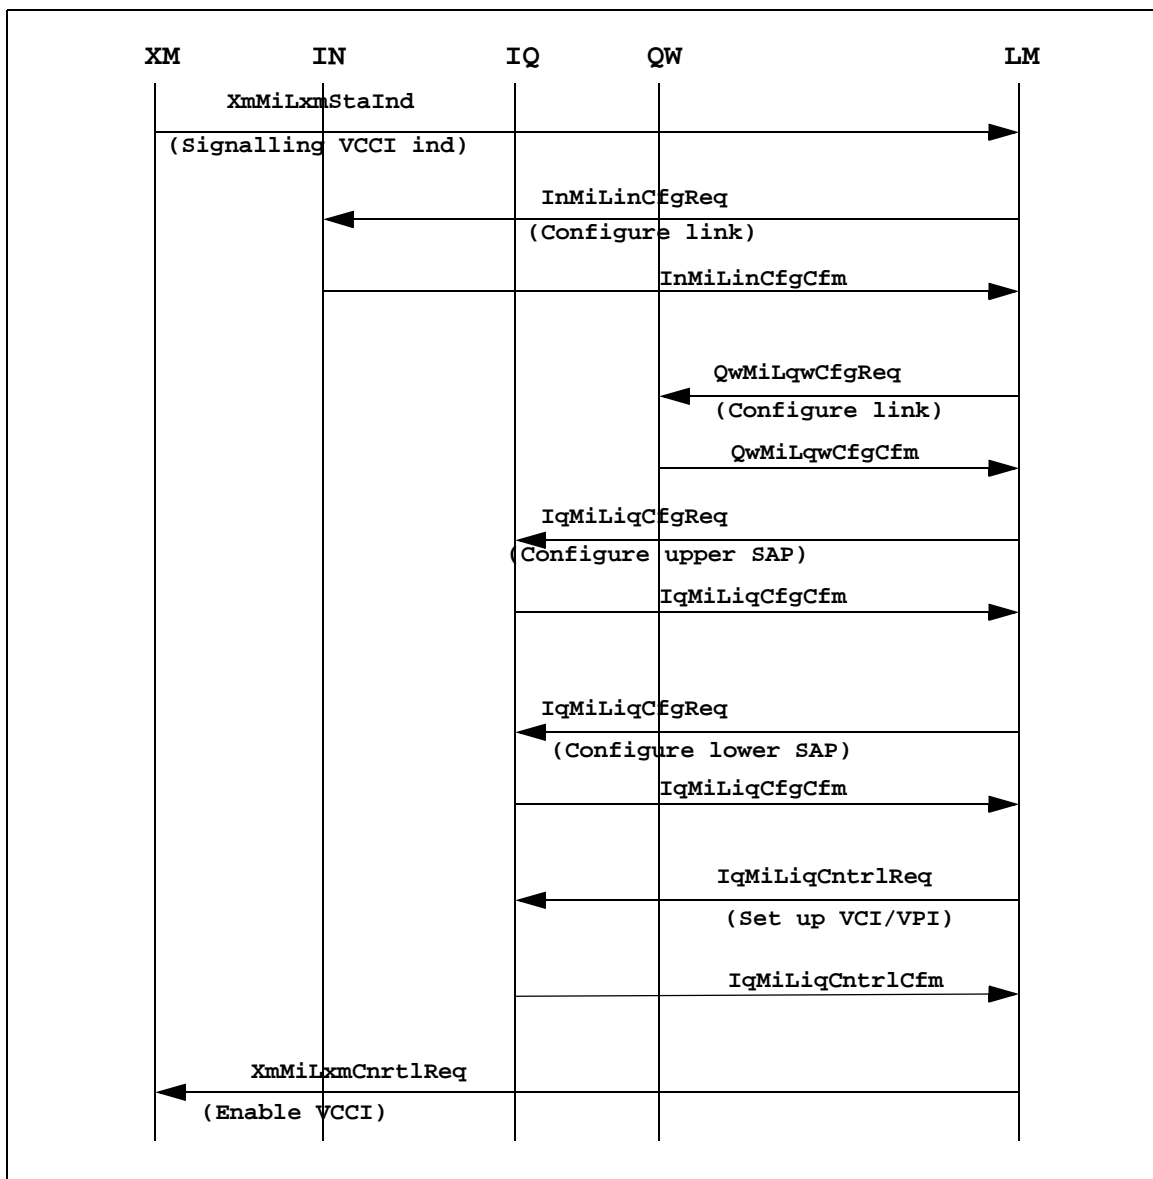 XM IN IQ QW LM
XmMiLxmStaInd
(Signalling VCCI ind)
InMiLinCfgReq
(Configure link)
InMiLinCfgCfm
QwMiLqwCfgReq
(Configure link)
QwMiLqwCfgCfm
IqMiLiqCfgReq
(Configure upper SAP)
IqMiLiqCfgCfm
IqMiLiqCfgReq
(Configure lower SAP)
IqMiLiqCfgCfm
IqMiLiqCntrlReq
(Set up VCI/VPI)
IqMiLiqCntrlCfm
XmMiLxmCnrtlReq
(Enable VCCI)